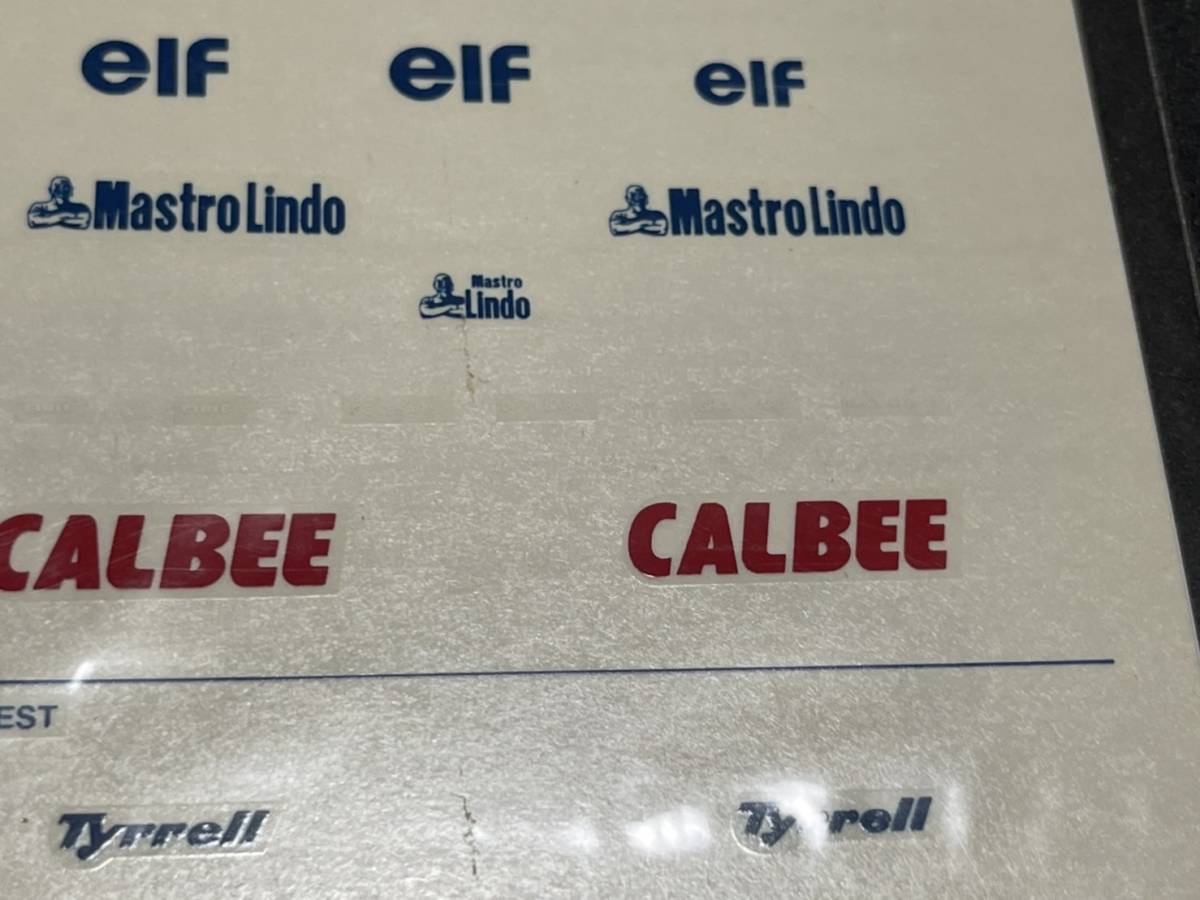 elf elf elf
Mastro Lindo Mastro Lindo
Mastro
Lindo
CALBEE CALBEE
EST
Tyrrell Tyrrell